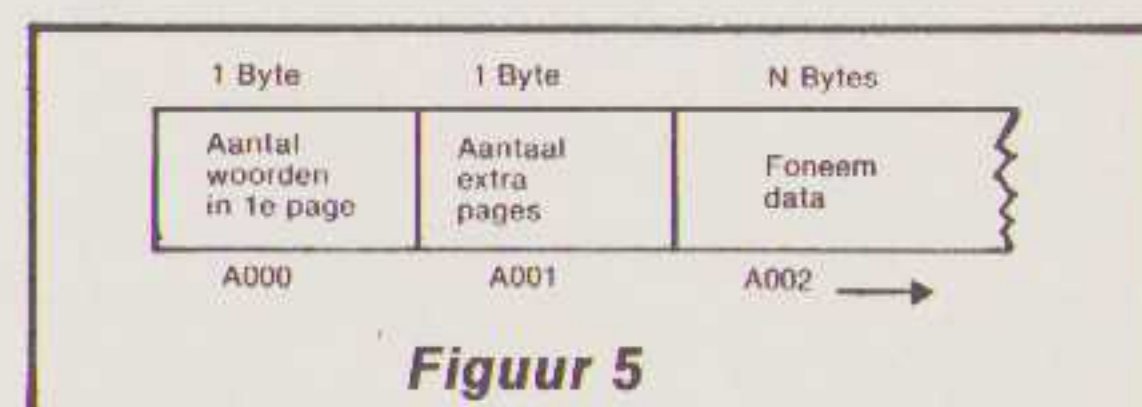 1 Byte 1 Byte N Bytes
Aantal
woorden
in 1e page
Aantaal
extra
pages
Foneem
data
A000 A001 A002
Figuur 5